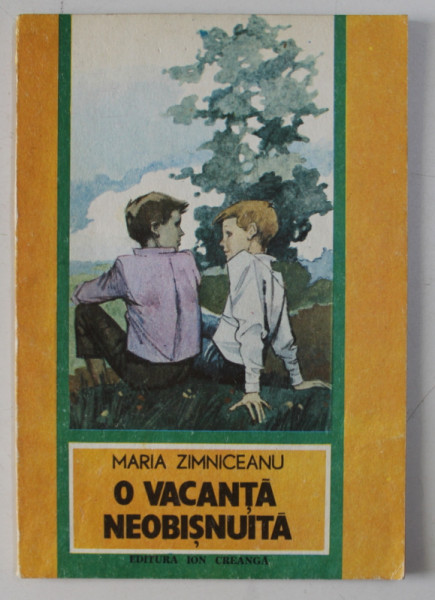 MARIA ZIMNICEANU
O VACANȚĂ
NEOBIȘNUITĂ
EDITURA ION CREANGĂ